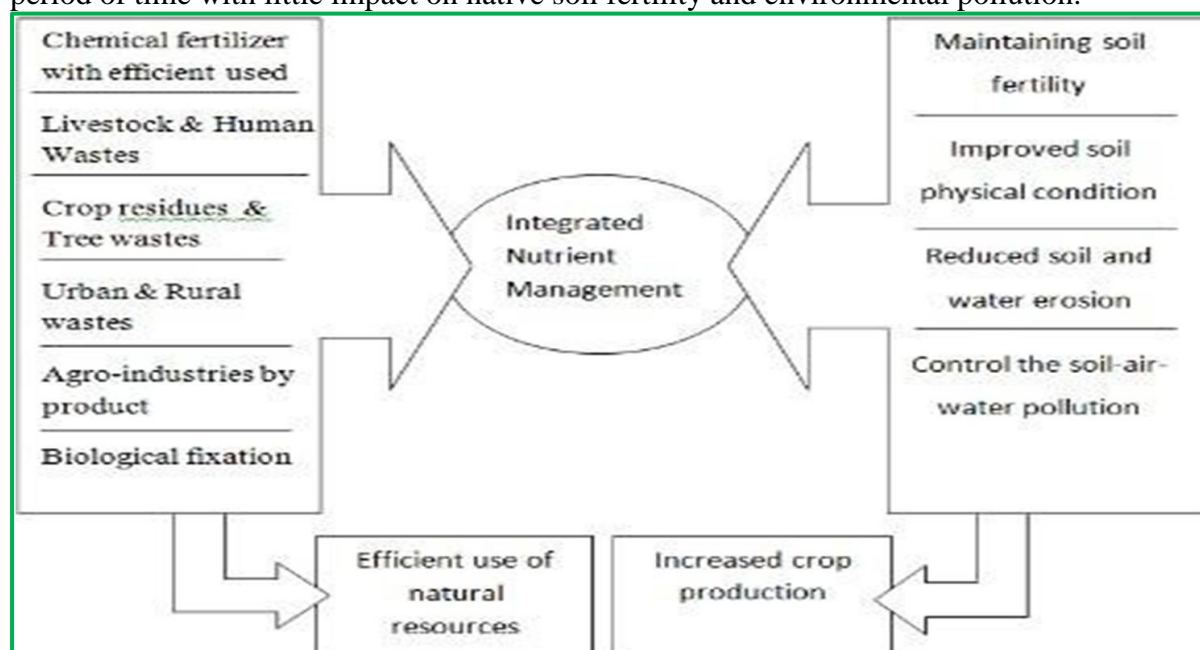 period of time with little impact on native soil fertility and environmental pollution.
Chemical fertilizer
with efficient used
Livestock & Human
Wastes
Crop residues &
Tree wastes
Urban & Rural
wastes
Agro-industries by
product
Biological fixation
Integrated
Nutrient
Management
Maintaining soil
fertility
Improved soil
physical condition
Reduced soil and
water erosion
Control the soil-air-
water pollution
Efficient use of
natural
resources
Increased crop
production